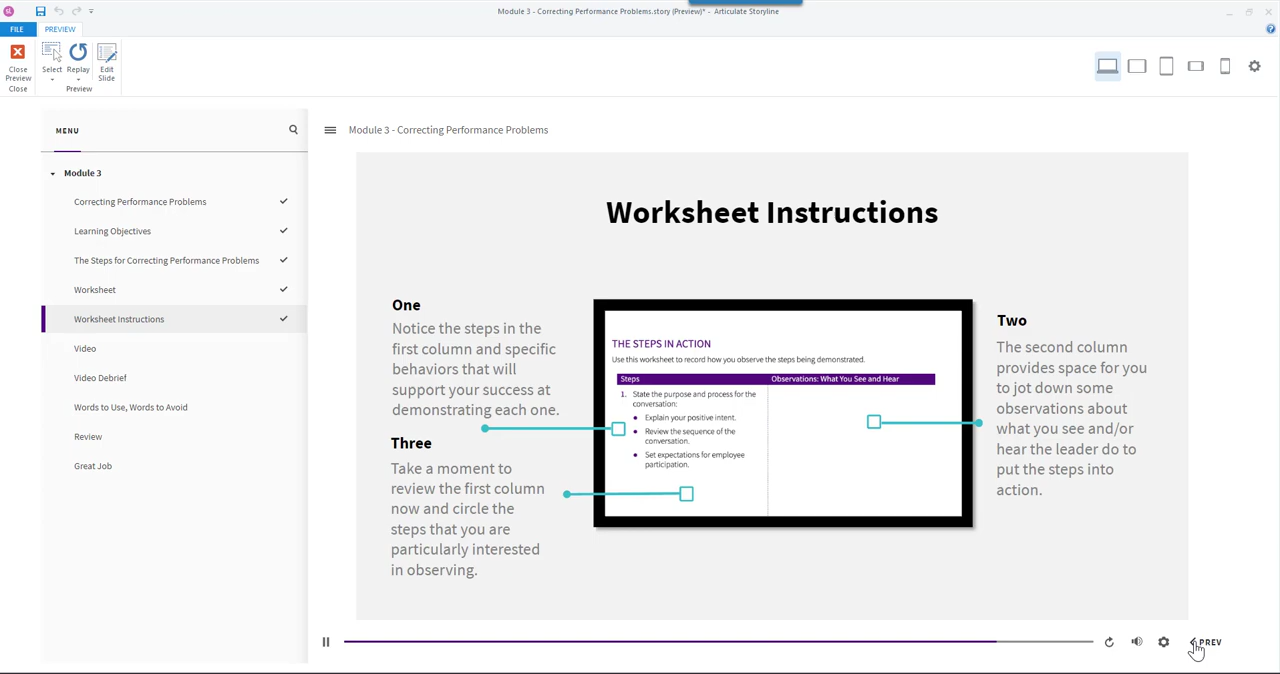 Module 3 - Correcting Performance Problems.story (Preview)* - Articulate Storyline
FILE
PREVIEW
Close Preview
Select
Replay
Edit Slide
Close
Preview
MENU
Module 3 - Correcting Performance Problems
Module 3
Correcting Performance Problems
Learning Objectives
The Steps for Correcting Performance Problems
Worksheet
Worksheet Instructions
Video
Video Debrief
Words to Use, Words to Avoid
Review
Great Job
Worksheet Instructions
One
Notice the steps in the
first column and specific
behaviors that will
support your success at
demonstrating each one.
Three
Take a moment to
review the first column
now and circle the
steps that you are
particularly interested
in observing.
THE STEPS IN ACTION
Use this worksheet to record how you observe the steps being demonstrated.
Steps
Observations: What You See and Hear
1. State the purpose and process for the
conversation:
• Explain your positive intent.
• Review the sequence of the
conversation.
• Set expectations for employee
participation.
Two
The second column
provides space for you
to jot down some
observations about
what you see and/or
hear the leader do to
put the steps into
action.
PREV